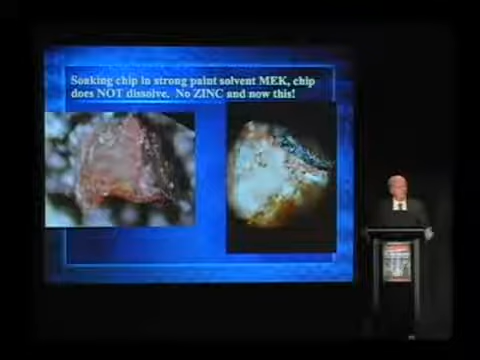 Soaking chip in strong paint solvent MEK, chip
does NOT dissolve.  No ZINC and now this!